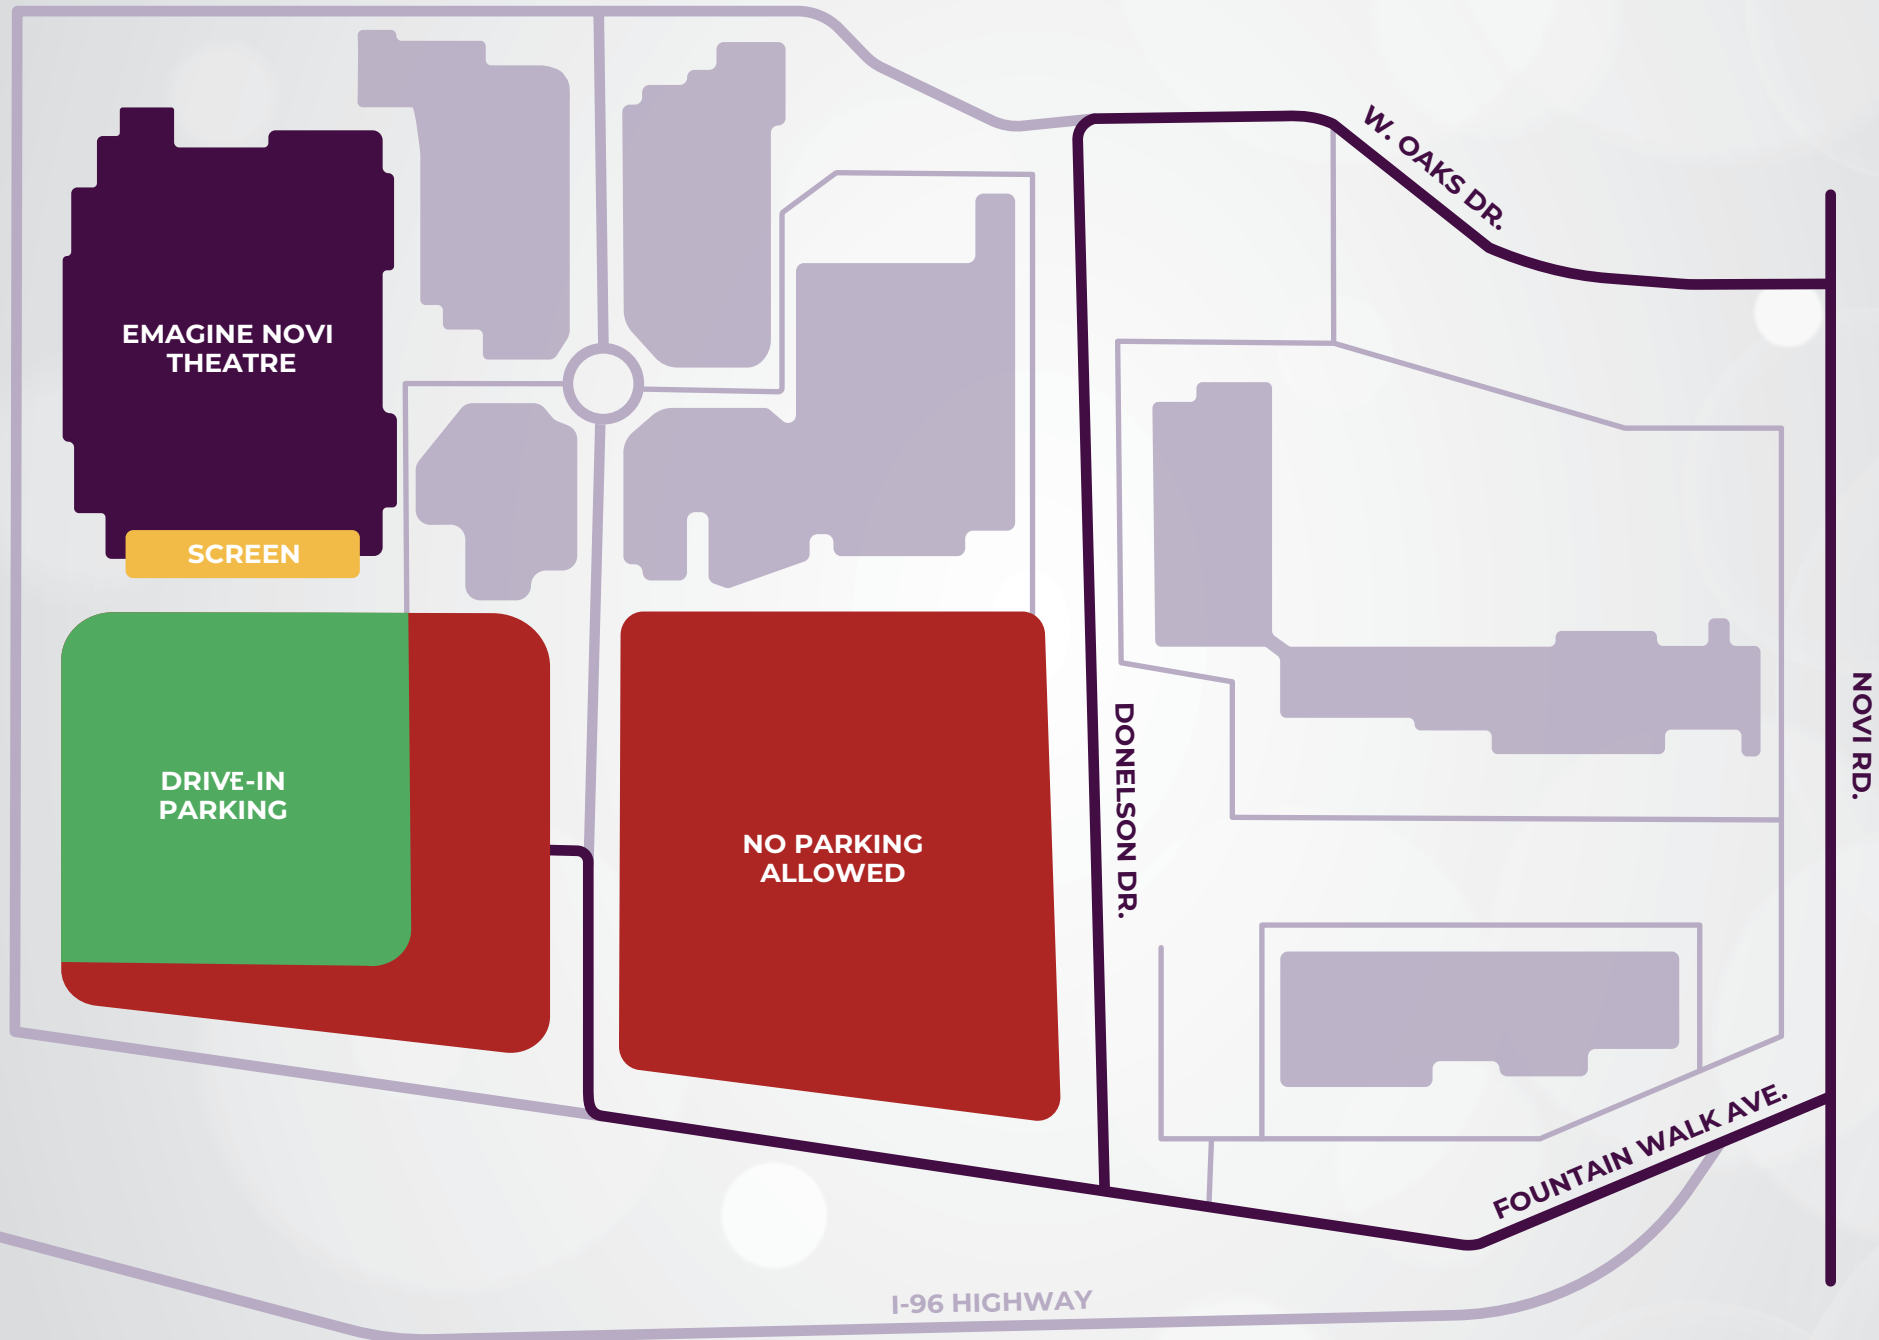 W. OAKS DR.
EMAGINE NOVI
THEATRE
SCREEN
DRIVE-IN
PARKING
NO PARKING
ALLOWED
DONELSON DR.
NOVI RD.
FOUNTAIN WALK AVE.
I-96 HIGHWAY